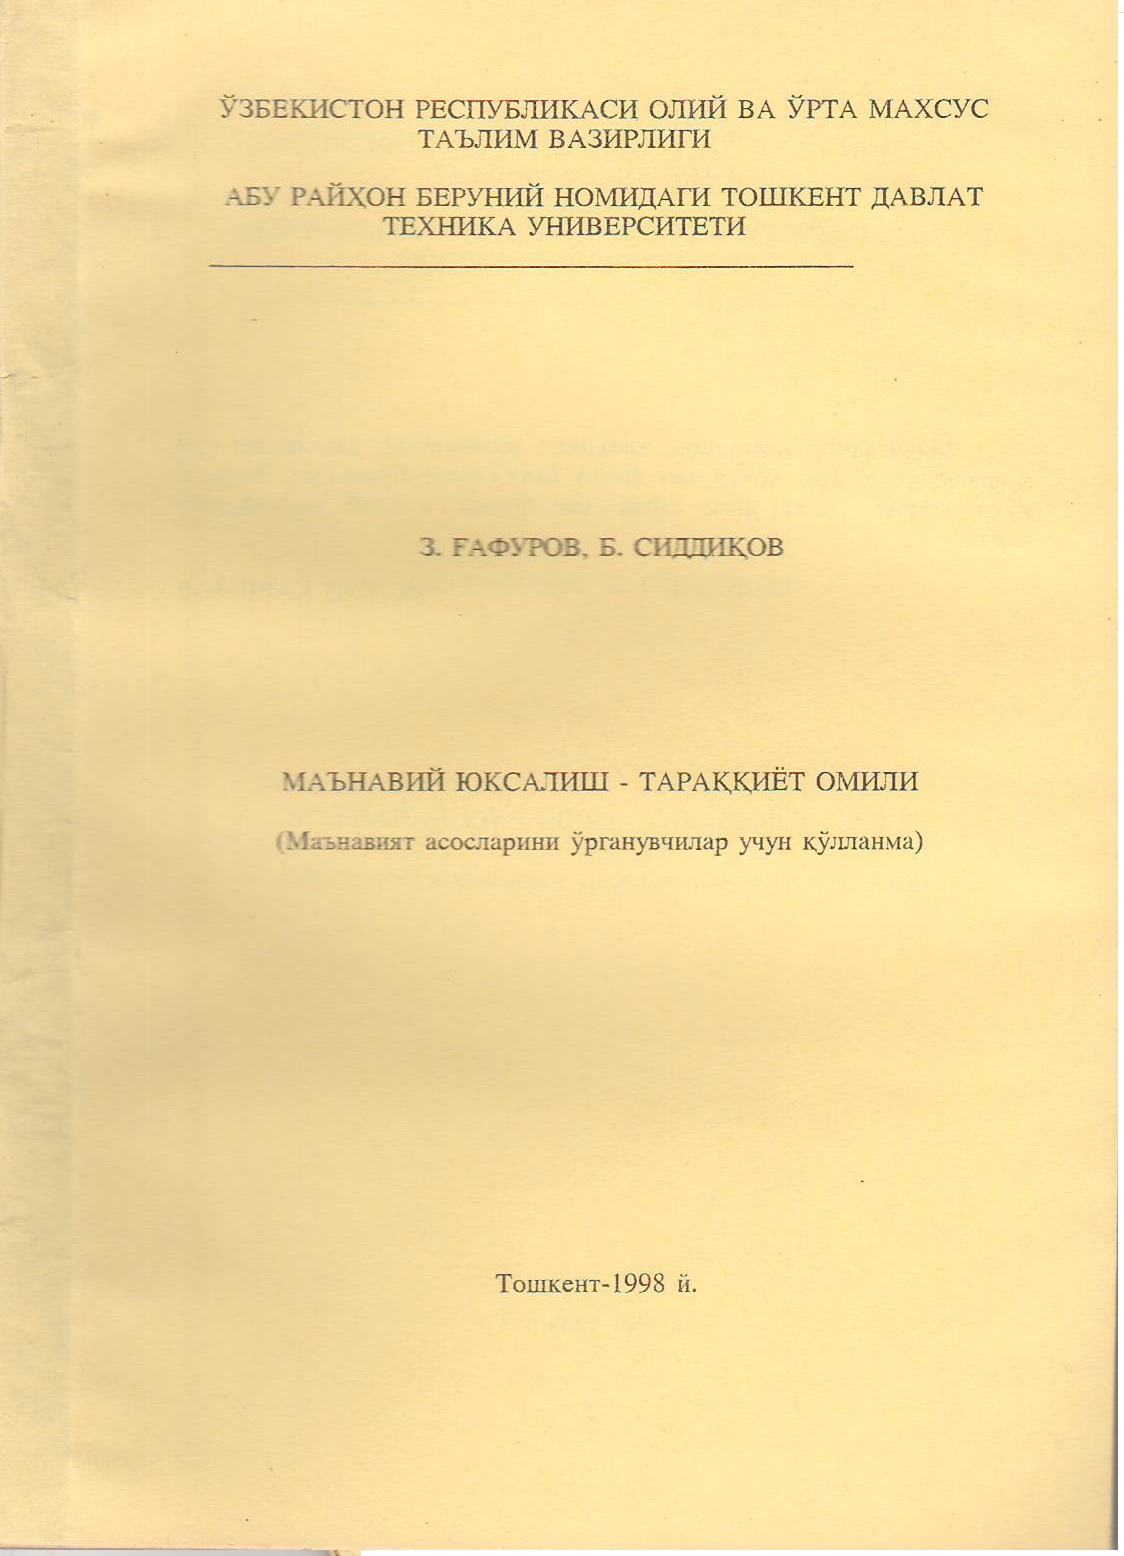 ЎЗБЕКИСТОН РЕСПУБЛИКАСИ ОЛИЙ ВА ЎРТА МАХСУС
ТАЪЛИМ ВАЗИРЛИГИ
АБУ РАЙҲОН БЕРУНИЙ НОМИДАГИ ТОШКЕНТ ДАВЛАТ
ТЕХНИКА УНИВЕРСИТЕТИ
З. ҒАФУРОВ, Б. СИДДИҚОВ
МАЪНАВИЙ ЮКСАЛИШ - ТАРАҚҚИЁТ ОМИЛИ
(Маънавият асосларини ўрганувчилар учун қўлланма)
Тошкент-1998 й.